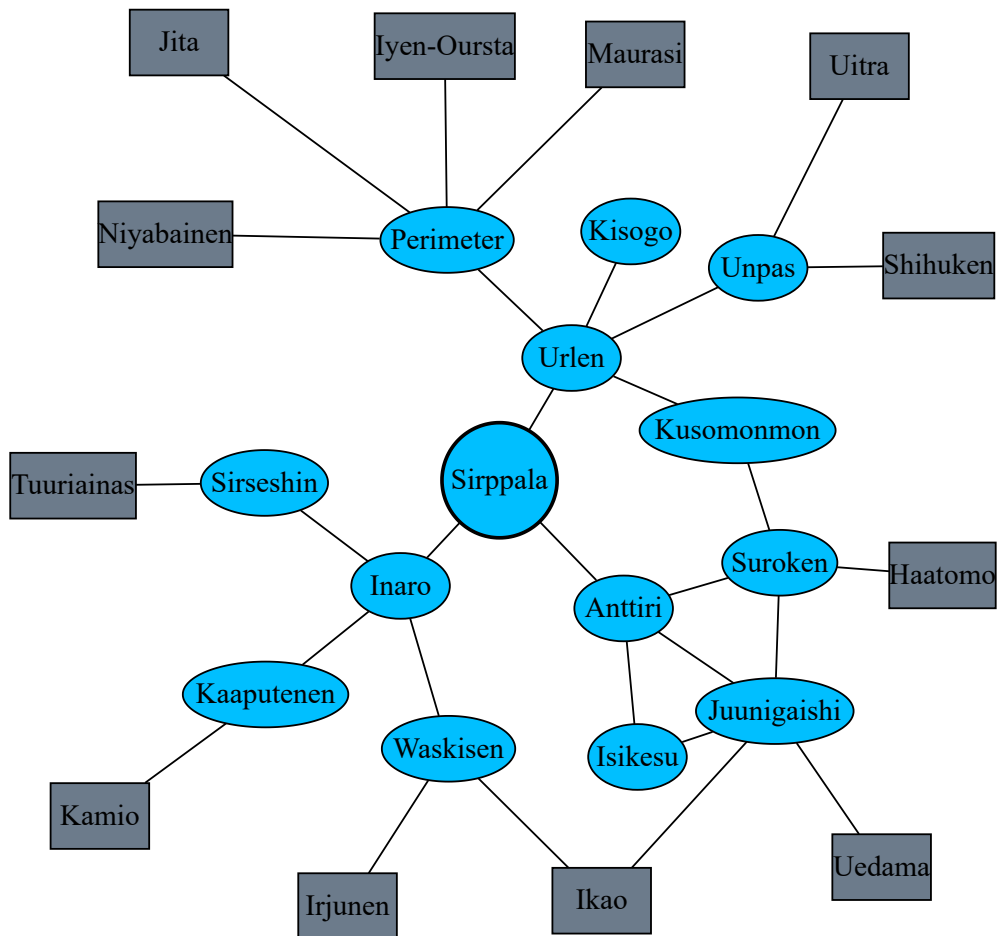 Jita
Iyen-Oursta
Maurasi
Uitra
Niyabainen
Perimeter
Kisogo
Unpas
Shihuken
Urlen
Kusomonmon
Tuuriainas
Sirseshin
Sirppala
Inaro
Anttiri
Suroken
Haatomo
Kaaputenen
Waskisen
Isikesu
Juunigaishi
Kamio
Irjunen
Ikao
Uedama